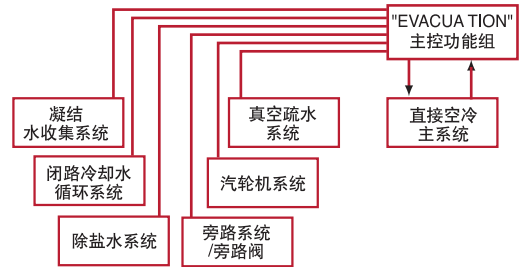 "EVACUA TION"
主控功能组
凝结
水收集系统
真空疏水
系统
直接空冷
主系统
闭路冷却水
循环系统
汽轮机系统
除盐水系统
旁路系统
/旁路阀